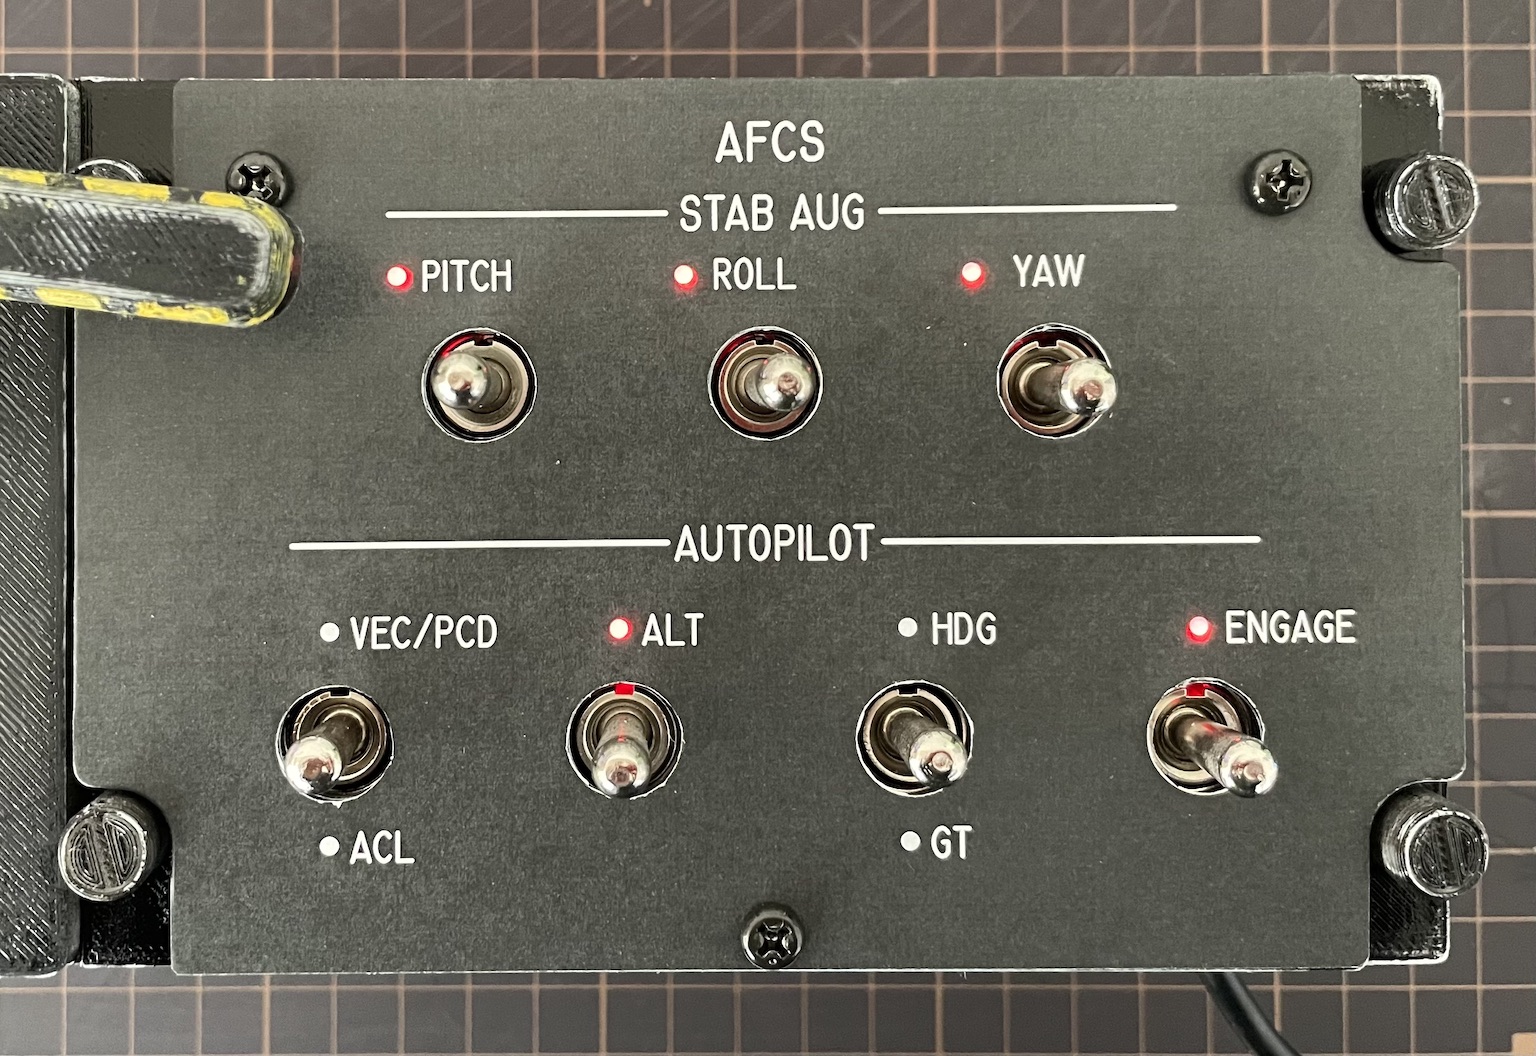 AFCS
STAB AUG
PITCH ROLL YAW
AUTOPILOT
VEC/PCD ALT HDG ENGAGE
ACL GT